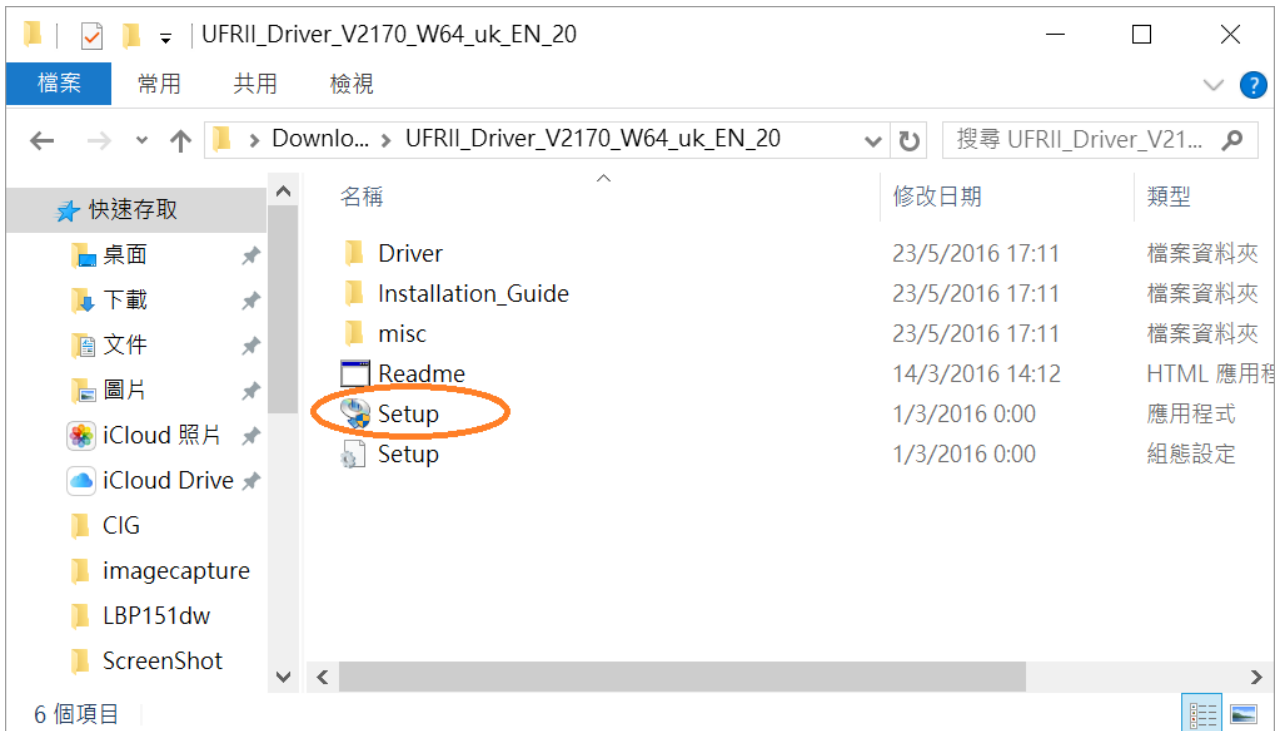 UFRII_Driver_V2170_W64_uk_EN_20
檔案 常用 共用 檢視
Downlo... UFRII_Driver_V2170_W64_uk_EN_20 搜尋 UFRII_Driver_V21...
快速存取
桌面
下載
文件
圖片
iCloud 照片
iCloud Drive
CIG
imagecapture
LBP151dw
ScreenShot
名稱 修改日期 類型
Driver 23/5/2016 17:11 檔案資料夾
Installation_Guide 23/5/2016 17:11 檔案資料夾
misc 23/5/2016 17:11 檔案資料夾
Readme 14/3/2016 14:12 HTML 應用程
Setup 1/3/2016 0:00 應用程式
Setup 1/3/2016 0:00 組態設定
6 個項目